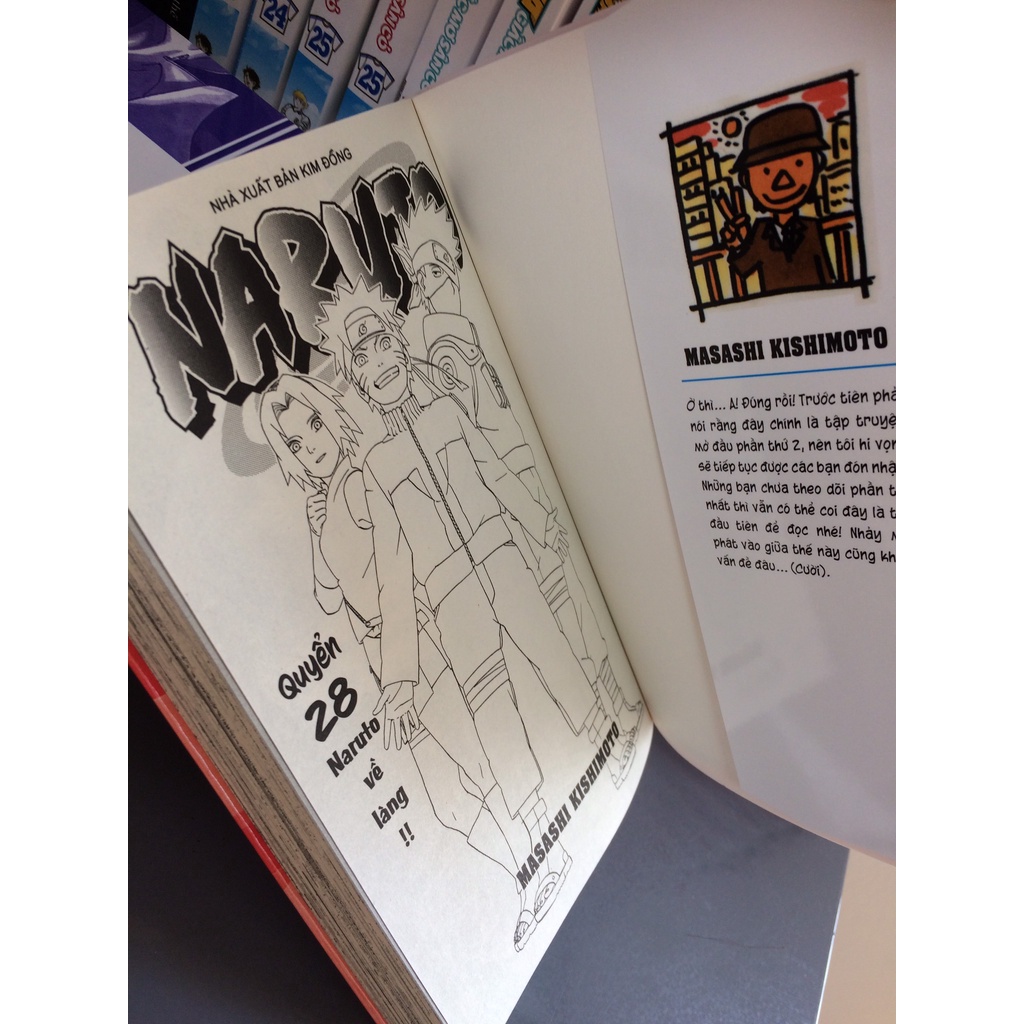 24
25
25
NHÀ XUẤT BẢN KIM ĐỒNG
NARUTO
Quyển
28
Naruto
về
làng
!!
MASASHI KISHIMOTO
MASASHI KISHIMOTO
Ờ thì... A! Đúng rồi! Trước tiên phả
nói rằng đây chính là tập truyệ
mở đầu phần thứ 2, nên tôi hi vọn
sẽ tiếp tục được các bạn đón nhậ
Những bạn chưa theo dõi phần t
nhất thì vẫn có thể coi đây là t
đầu tiên để đọc nhé! Nhảy
phát vào giữa thế này cũng kh
vấn đề đâu... (Cười).